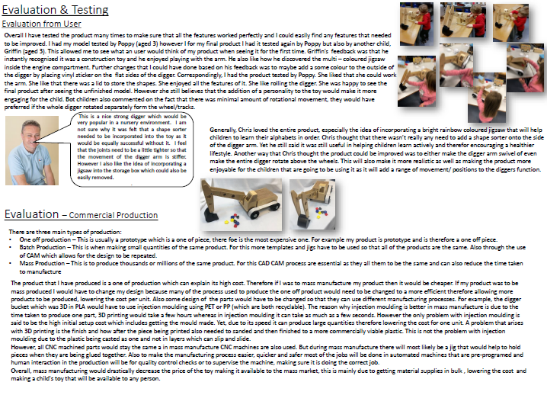 Evaluation & Testing
Evaluation from User
Overall I have tested the product many times to make sure that all the features worked perfectly and I could easily find any features that needed
to be improved. I had my model tested by Poppy (aged 3) however I for my final product I had it tested again by Poppy but also by another child,
Griffin (aged 3). This allowed me to see what an user would think of my product when seeing it for the first time. Griffin's feedback was that he
instantly recognised it was a construction toy and he enjoyed playing with the arm. He also like how he discovered the multi – coloured jigsaw
inside the engine compartment. Further changes that I could have done based on his feedback was to maybe add a some colour to the outside of
the digger by placing vinyl sticker on the flat sides of the digger. Correspondingly, I had the product tested by Poppy. She liked that she could work
the arm. She like that there was a lid to store the shapes. She enjoyed all the features of it. She like rolling the digger. She was happy to see the
final product after seeing the unfinished model. However she still believes that the addition of a personality to the toy would make it more
engaging for the child. Bot children also commented on the fact that there was minimal amount of rotational movement, they would have
preferred if the whole digger rotated separately form the wheel/tracks.
This is a nice strong digger which would be
very popular in a nursery environment. I am
not sure why it was felt that a shape sorter
needed to be incorporated into the toy as it
would be equally successful without it. I feel
that the joints need to be a little tighter so that
the movement of the digger arm is stiffer.
However I also like the idea of incorporating a
jigsaw into the storage box which could also be
easily removed.
Generally, Chris loved the entire product, especially the idea of incorporating a bright rainbow coloured jigsaw that will help
children to learn their alphabets in order. Chris thought that there wasn't really any need to add a shape sorter onto the side
of the digger arm. Yet he still said it was still useful in helping children learn actively and therefor encouraging a healthier
lifestyle. Another way that Chris thought the product could be improved was to either make the digger arm swivel of even
make the entire digger rotate above the wheels. This will also make it more realistic as well as making the product more
enjoyable for the children that are going to be using it as it will add a range of movement/ positions to the diggers function.
Evaluation – Commercial Production
There are three main types of production:
• One off production – This is usually a prototype which is a one of piece, there foe is the most expensive one. For example my product is prototype and is therefore a one off piece.
• Batch Production – This is when making small quantities of the same product. For this more templates and jigs have to be used so that all of the products are the same. Also through the use
of CAM which allows for the design to be repeated.
• Mass Production – This is to produce thousands or millions of the same product. For this CAD CAM process are essential as they all them to be the same and can also reduce the time taken
to manufacture
The product that I have produced is a one of production which can explain its high cost. Therefore if I was to mass manufacture my product then it would be cheaper. If my product was to be
mass produced I would have to change my design because many of the process used to produce the one off product would need to be changed to a more efficient therefore allowing more
products to be produced, lowering the cost per unit. Also some design of the parts would have to be changed so that they can use different manufacturing processes. For example, the digger
bucket which was 3D in PLA would have to use injection moulding using PET or PP (which are both recyclable). The reason why injection moulding is better in mass manufacture is due to the
time taken to produce one part, 3D printing would take a few hours whereas in injection moulding it can take as much as a few seconds. However the only problem with injection moulding is
said to be the high initial setup cost which includes getting the mould made. Yet, due to its speed it can produce large quantities therefore lowering the cost for one unit. A problem that arises
with 3D printing is the finish and how after the piece being printed also needed to sanded and then finished to a more commercially viable plastic. This is not the problem with injection
moulding due to the plastic being casted as one and not in layers which can slip and slide.
However, all CNC machined parts would stay the same as in mass manufacture CNC machines are also used. But during mass manufacture there will most likely be a jig that would help to hold
pieces when they are being glued together. Also to make the manufacturing process easier, quicker and safer most of the jobs will be done in automated machines that are pre-programed and
human interaction in the production will be for quality control checks or to supervise the machine, making sure it is doing the correct job.
Overall, mass manufacturing would drastically decrease the price of the toy making it available to the mass market, this is mainly due to getting material supplies in bulk, lowering the cost and
making a child's toy that will be available to any person.